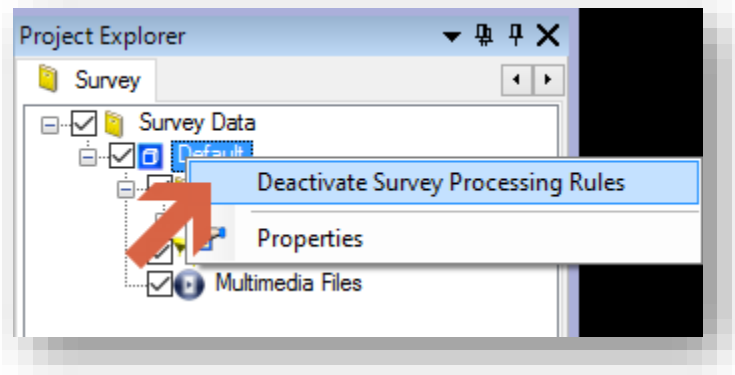 Project Explorer
Survey
Survey Data
Default
Deactivate Survey Processing Rules
Properties
Multimedia Files